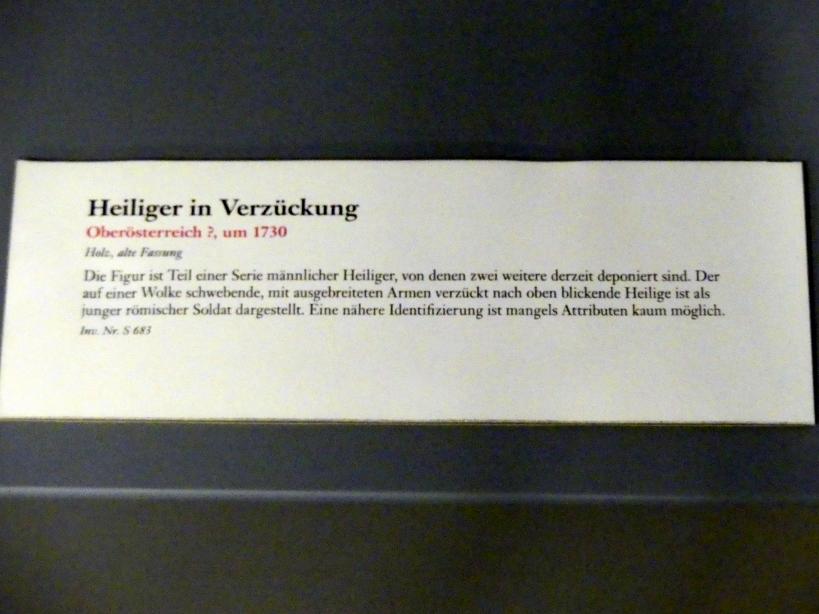 Heiliger in Verzückung
Oberösterreich ?, um 1730
Holz, alte Fassung
Die Figur ist Teil einer Serie männlicher Heiliger, von denen zwei weitere derzeit deponiert sind. Der
auf einer Wolke schwebende, mit ausgebreiteten Armen verzückt nach oben blickende Heilige ist als
junger römischer Soldat dargestellt. Eine nähere Identifizierung ist mangels Attributen kaum möglich.
Inv. Nr. S 683